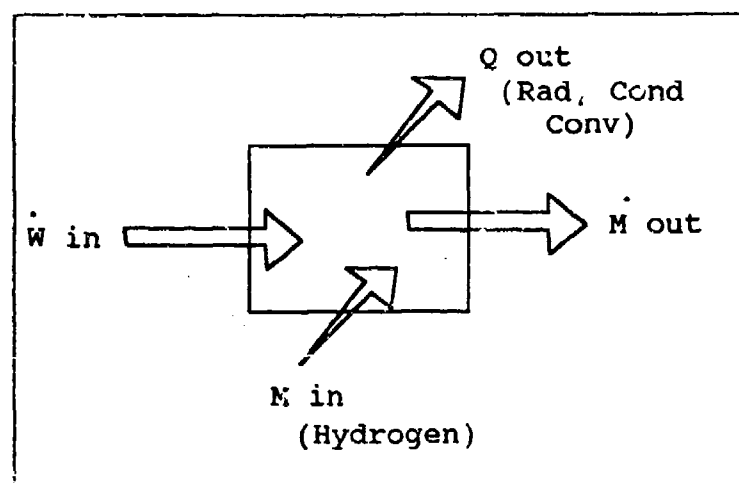 Q out
(Rad, Cond
Conv)
Ẇ in
Ṁ out
M in
(Hydrogen)